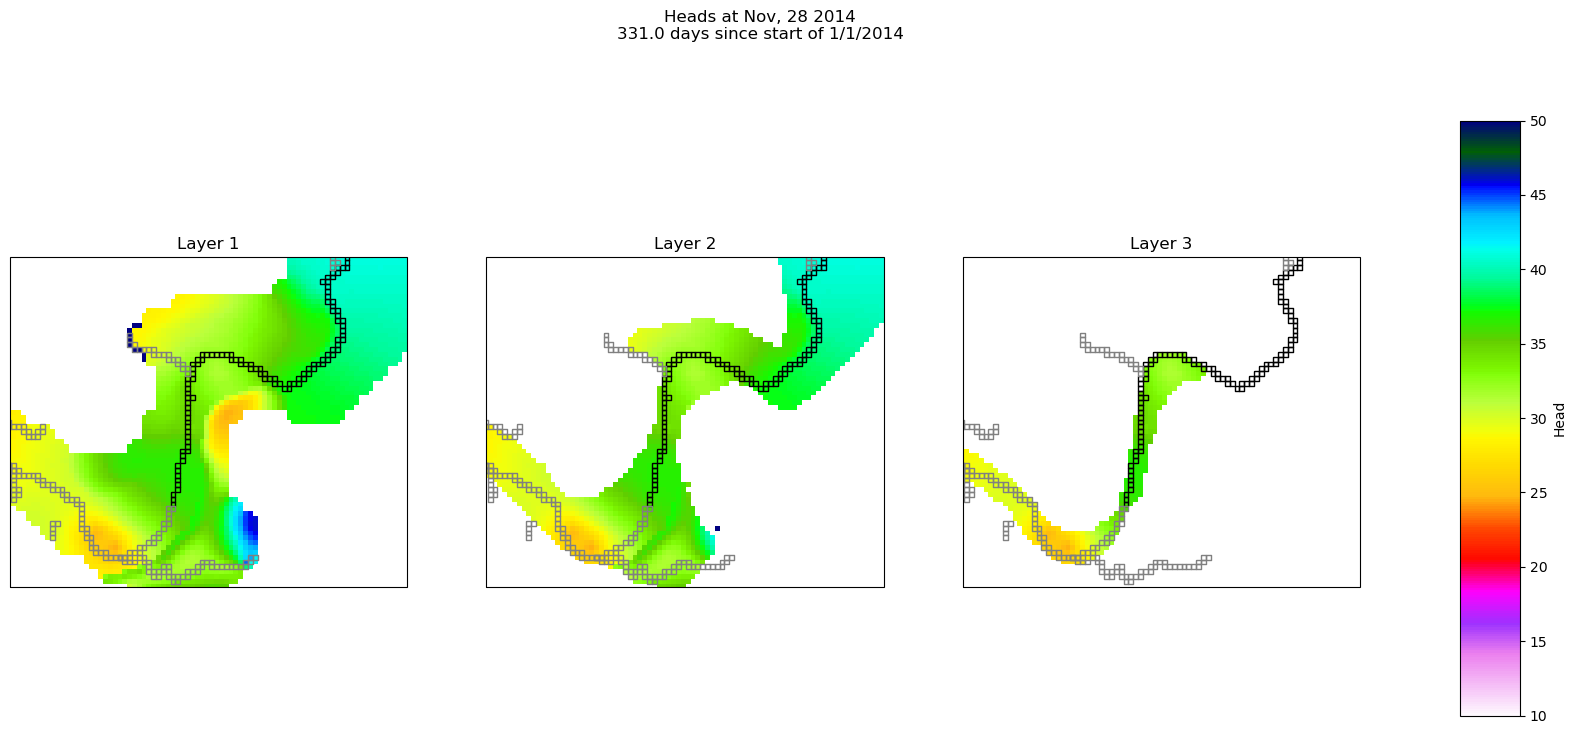 Heads at Nov, 28 2014
331.0 days since start of 1/1/2014
Layer 1
Layer 2
Layer 3
50
45
40
35
30
25
20
15
10
Head